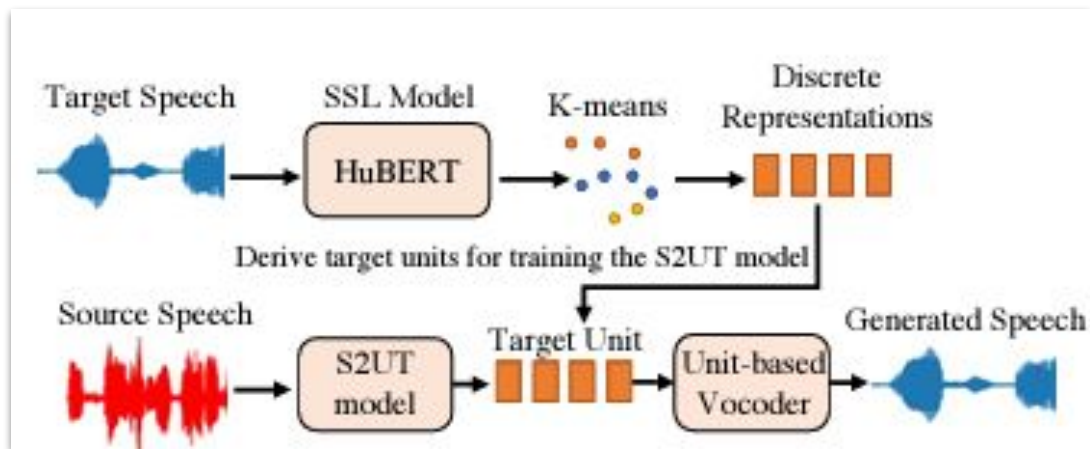 Target Speech
SSL Model
HuBERT
K-means
Discrete
Representations
Derive target units for training the S2UT model
Source Speech
S2UT
model
Target Unit
Unit-based
Vocoder
Generated Speech